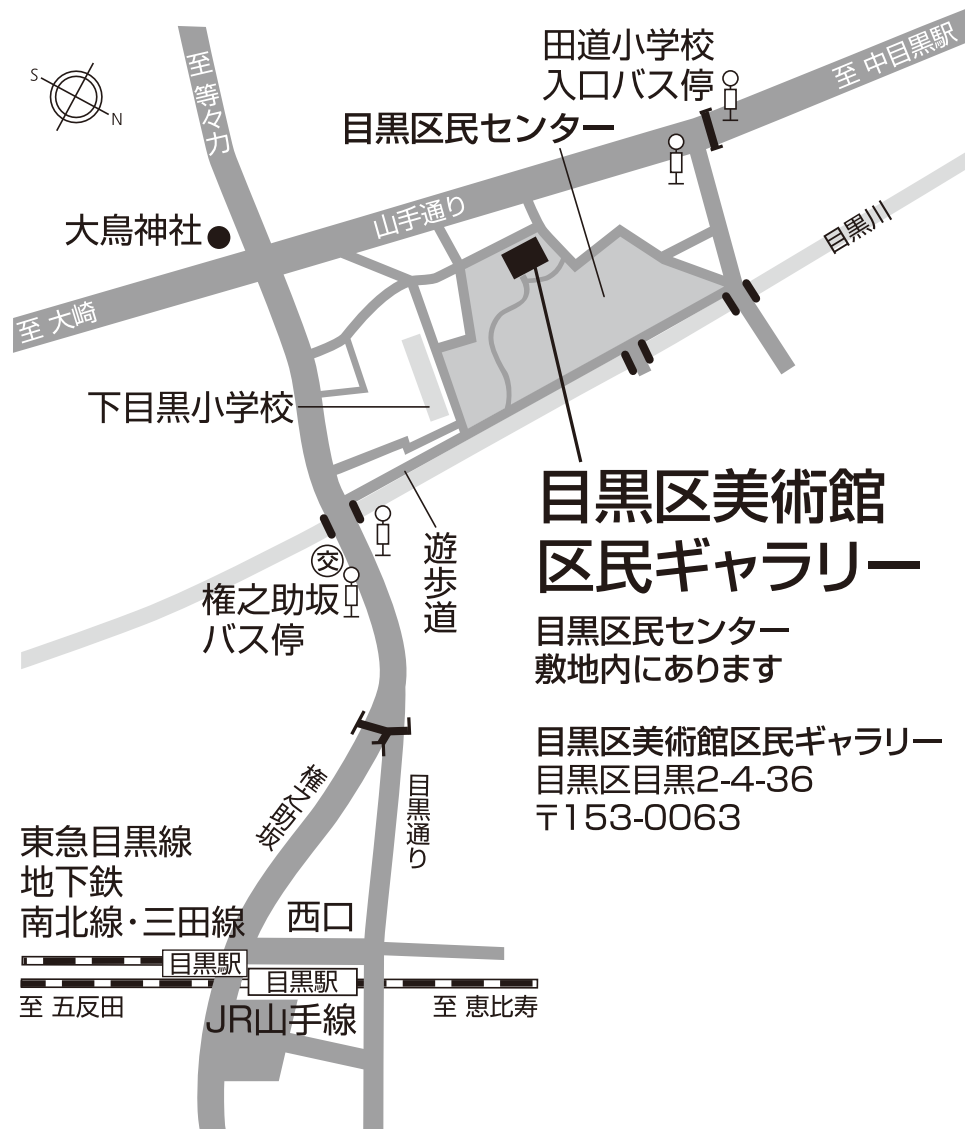 田道小学校
入口バス停
至 中目黒駅
至 等々力
S
N
目黒区民センター
大鳥神社
山手通り
目黒川
至 大崎
下目黒小学校
目黒区美術館
区民ギャラリー
遊歩道
交
権之助坂
バス停
目黒区民センター
敷地内にあります
目黒区美術館区民ギャラリー
目黒区目黒2-4-36
〒153-0063
権之助坂
目黒通り
東急目黒線
地下鉄
南北線・三田線
西口
目黒駅
目黒駅
至 五反田
JR山手線
至 恵比寿